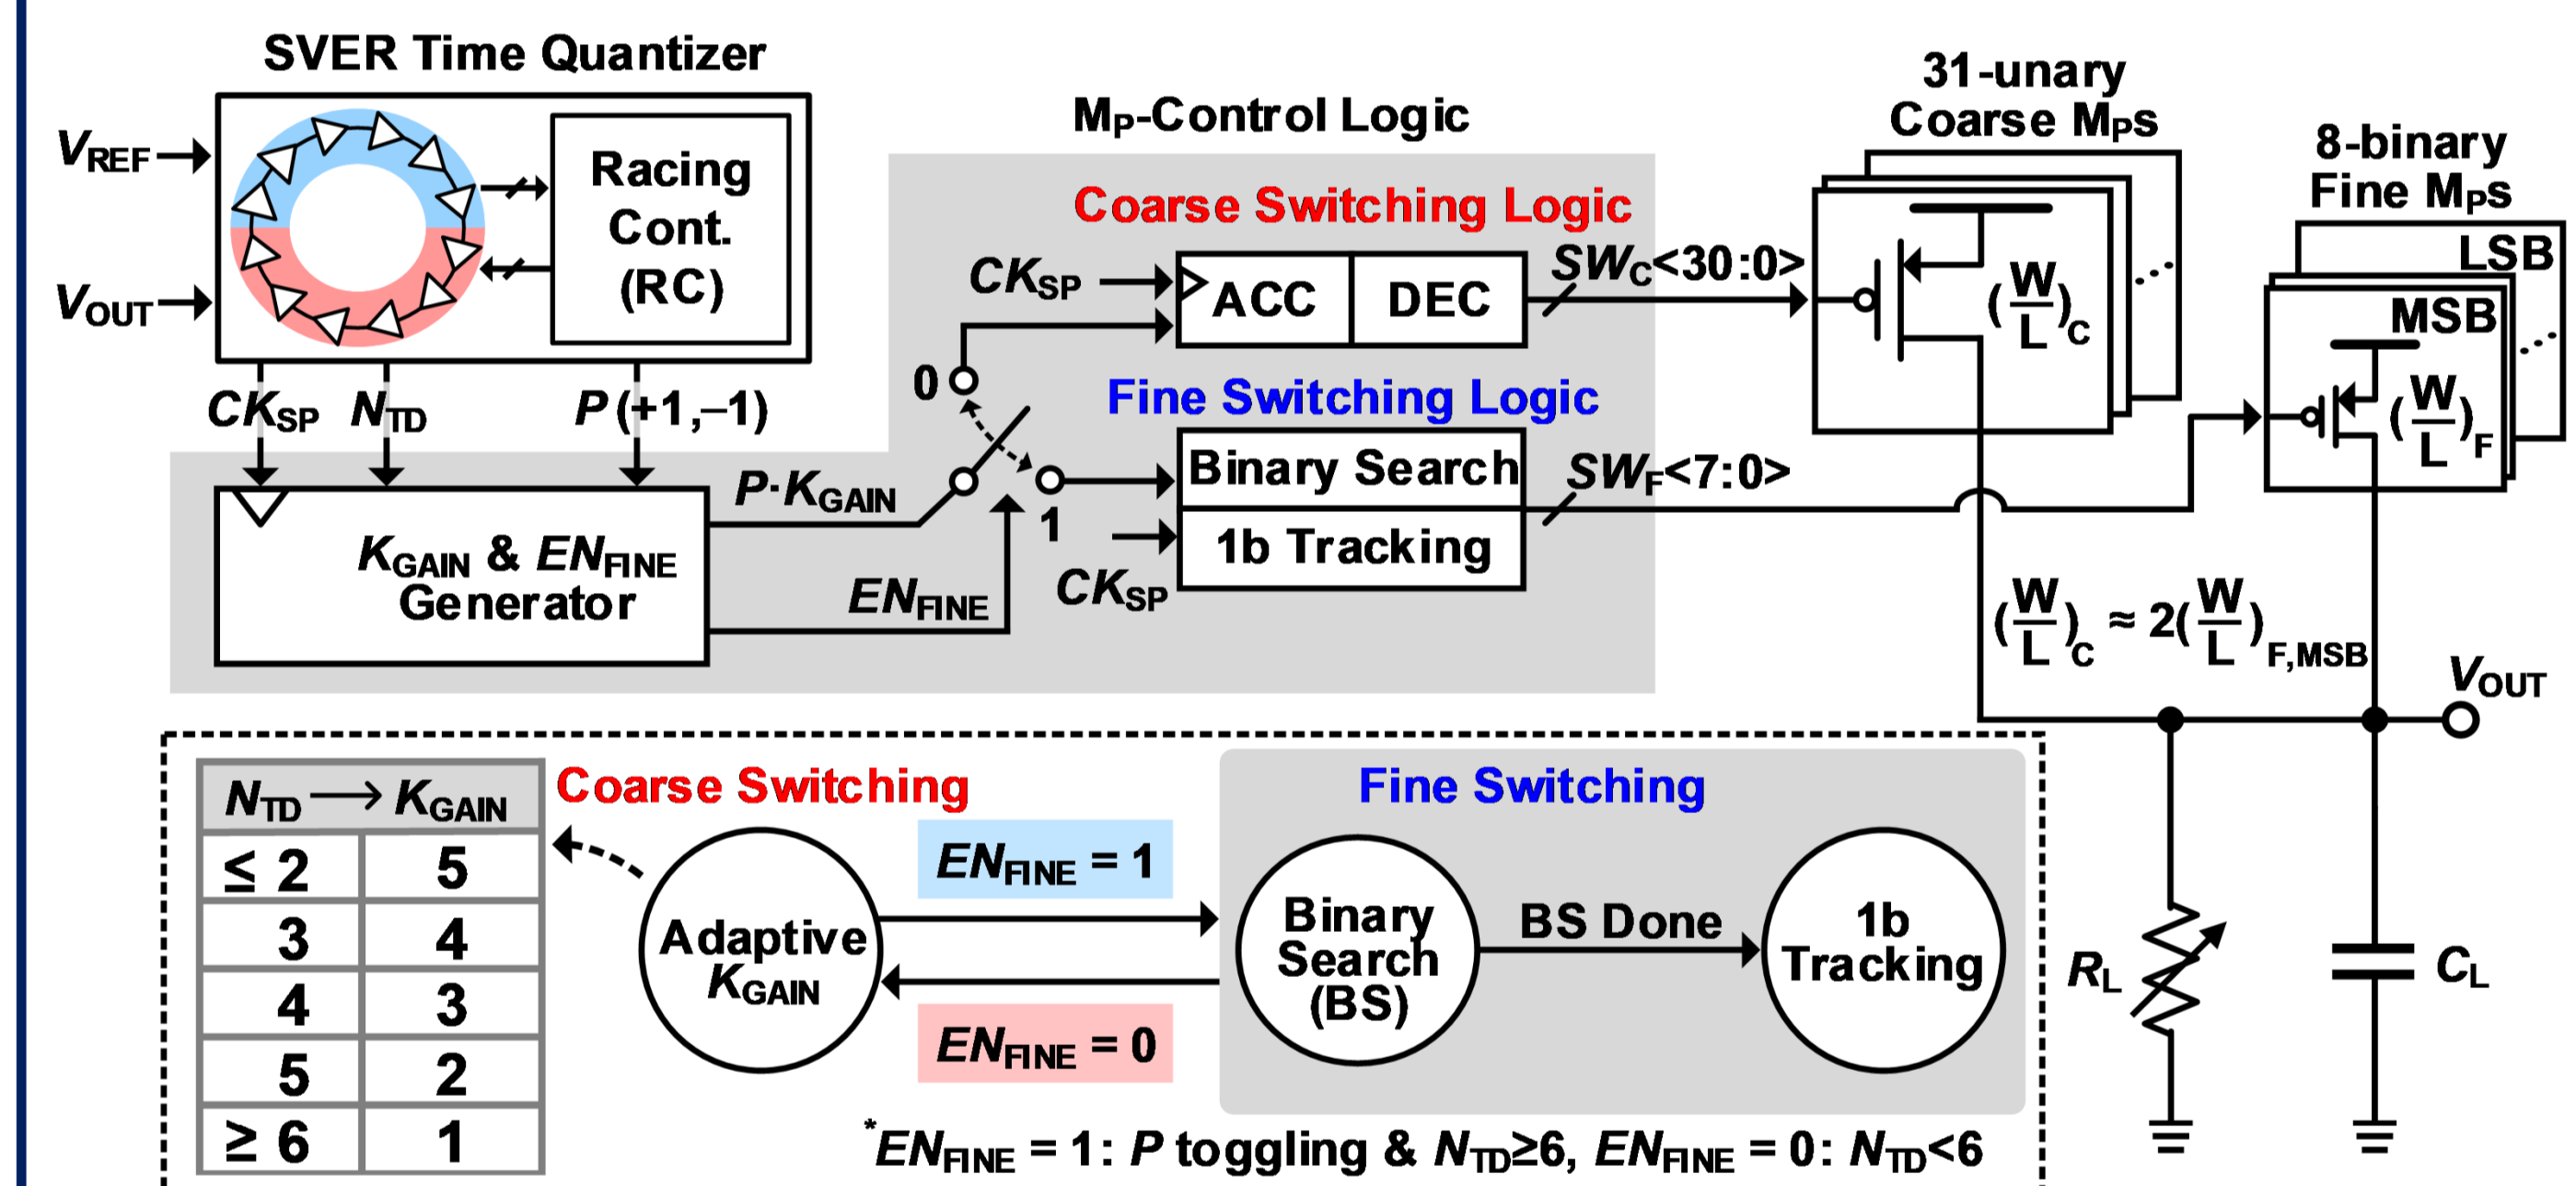 SVER Time Quantizer
VREF
VOUT
Racing
Cont.
(RC)
CKSP NTD P (+1,–1)
KGAIN & ENFINE
Generator
P·KGAIN
ENFINE
MP-Control Logic
Coarse Switching Logic
CKSP
ACC DEC
SWC<30:0>
0
1
Fine Switching Logic
Binary Search
1b Tracking
CKSP
SWF<7:0>
31-unary
Coarse MPs
(W/L)C
8-binary
Fine MPs
LSB
MSB
(W/L)F
(W/L)C ≈ 2(W/L)F,MSB
VOUT
RL
CL
NTD → KGAIN
≤ 2 5
3 4
4 3
5 2
≥ 6 1
Coarse Switching
Adaptive
KGAIN
ENFINE = 1
ENFINE = 0
Fine Switching
Binary
Search
(BS)
BS Done
1b
Tracking
*ENFINE = 1: P toggling & NTD≥6, ENFINE = 0: NTD<6